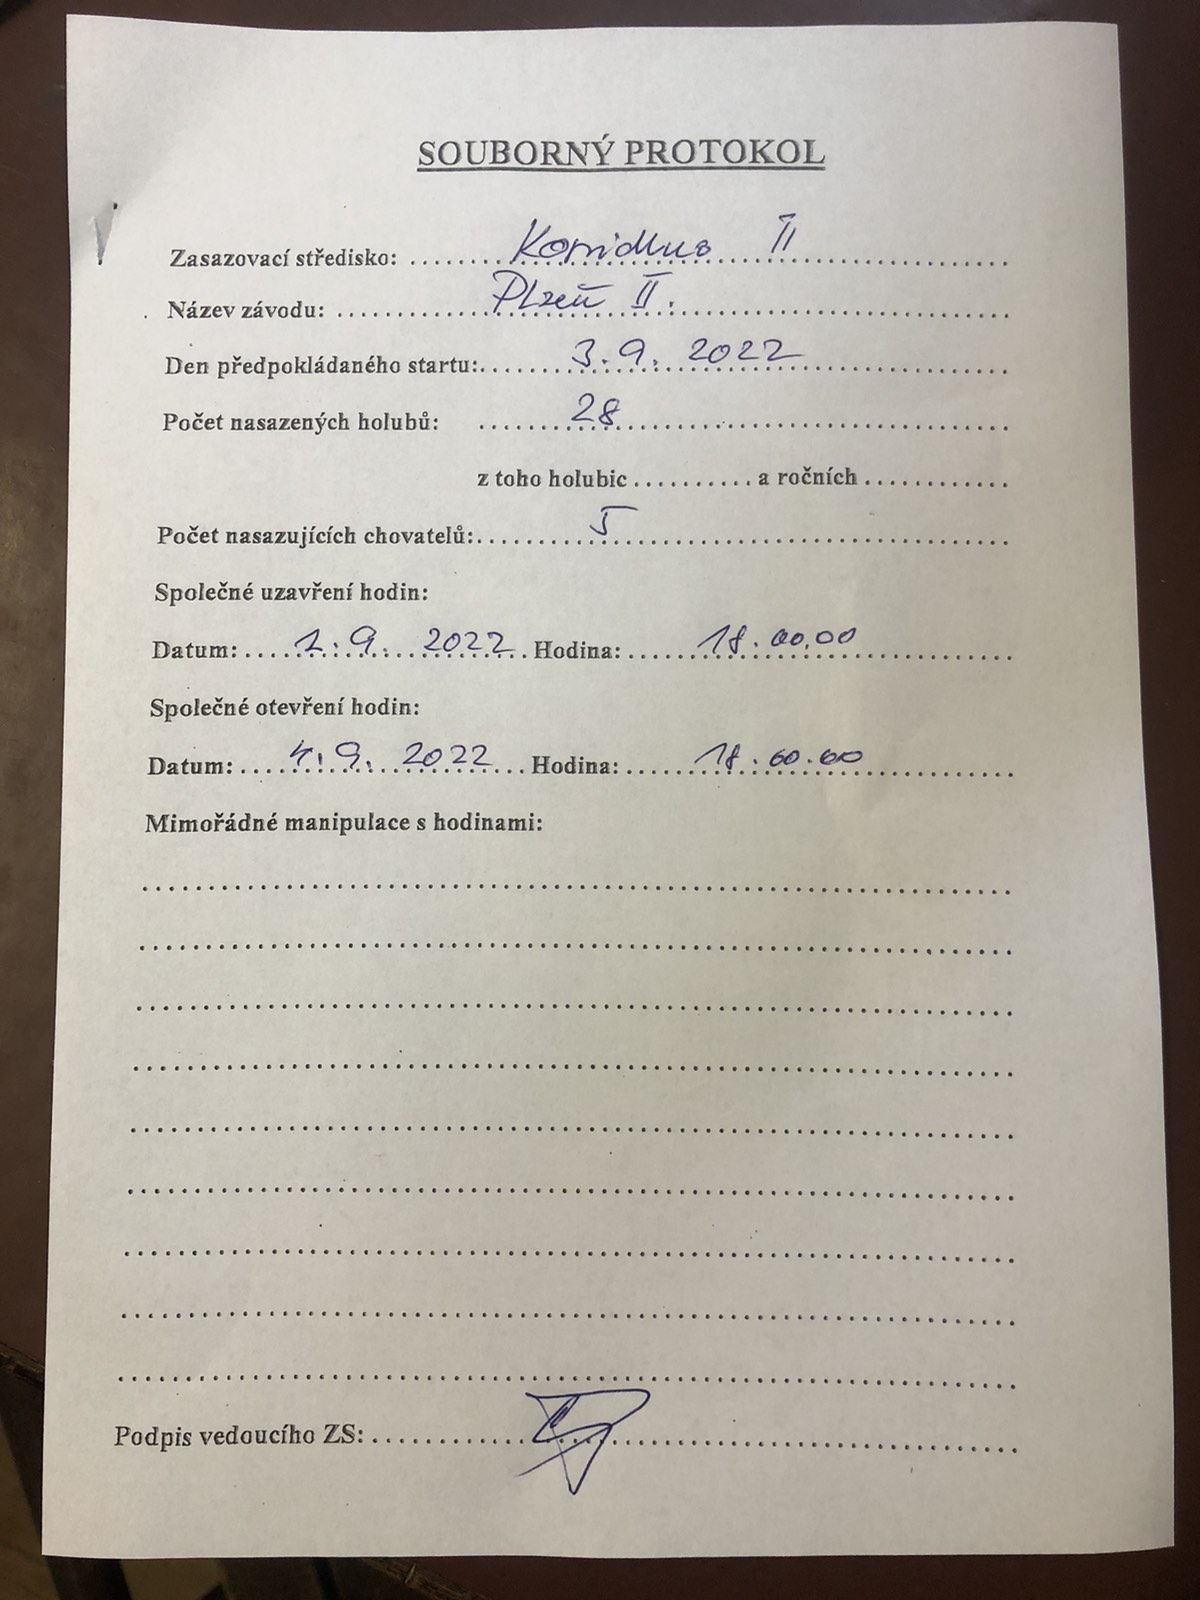 SOUBORNÝ PROTOKOL
Zasazovací středisko: II
Název závodu: Plzeň II.
Den předpokládaného startu: 3.9. 2022
Počet nasazených holubů: 28
z toho holubic .......... a ročních ..............
Počet nasazujících chovatelů: 5
Společné uzavření hodin:
Datum: 9. 2022 Hodina: 18.00.00
Společné otevření hodin:
Datum: 4.9. 2022 Hodina: 18.00.00
Mimořádné manipulace s hodinami:
Podpis vedoucího ZS: